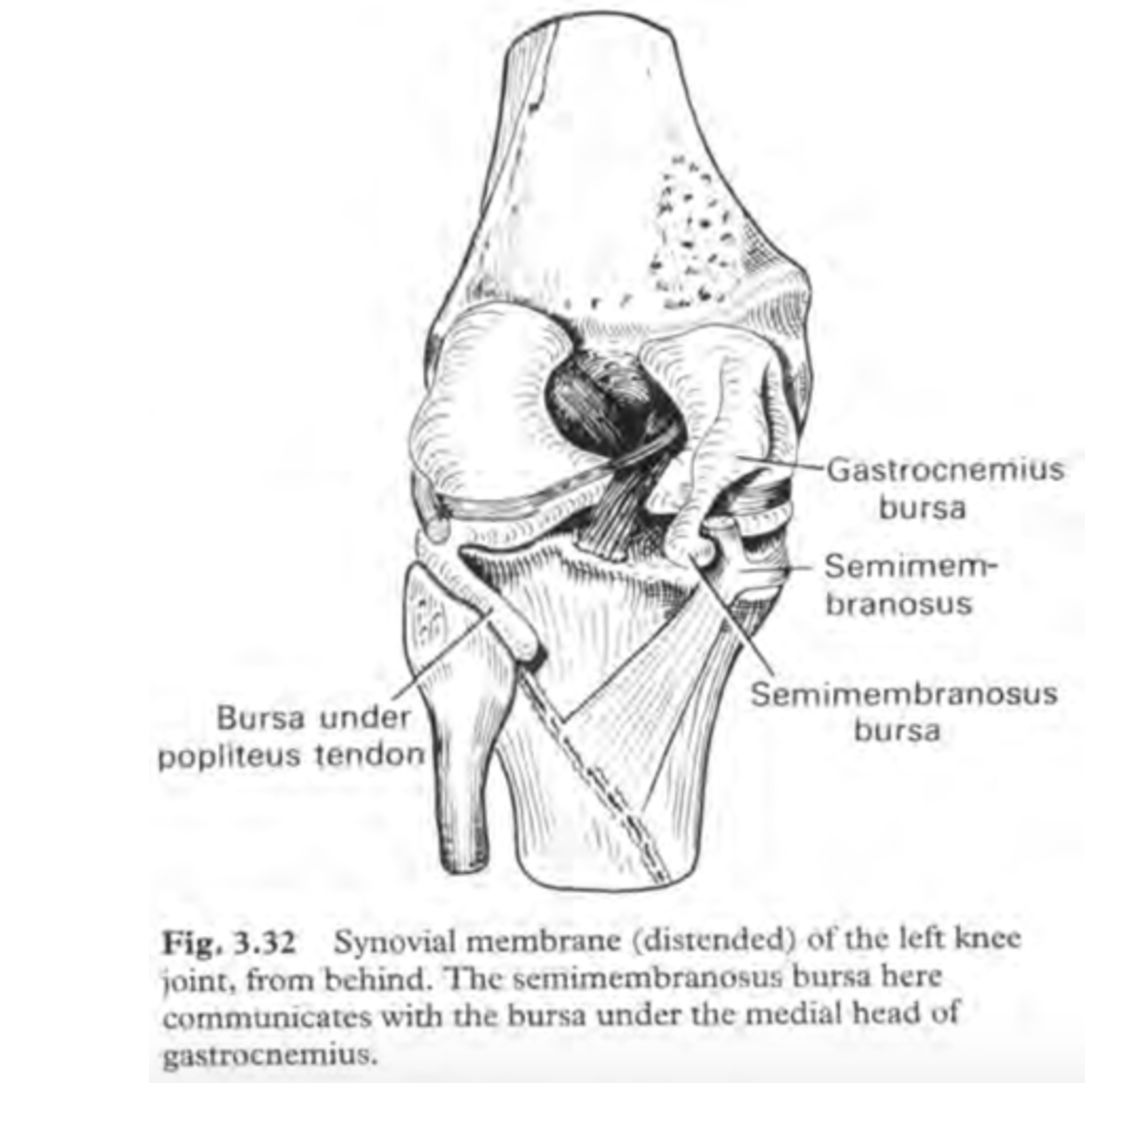 Gastrocnemius
bursa
Semimem-
branosus
Semimembranosus
bursa
Bursa under
popliteus tendon
Fig. 3.32 Synovial membrane (distended) of the left knee
joint, from behind. The semimembranosus bursa here
communicates with the bursa under the medial head of
gastrocnemius.